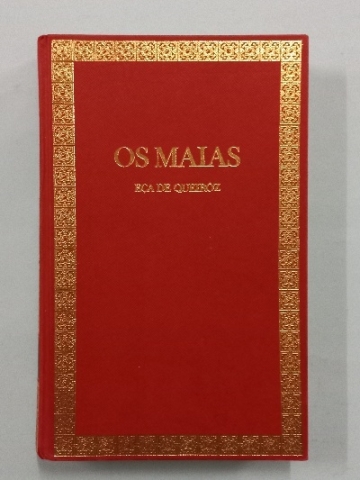 OS MAIAS
EÇA DE QUEIRÓZ